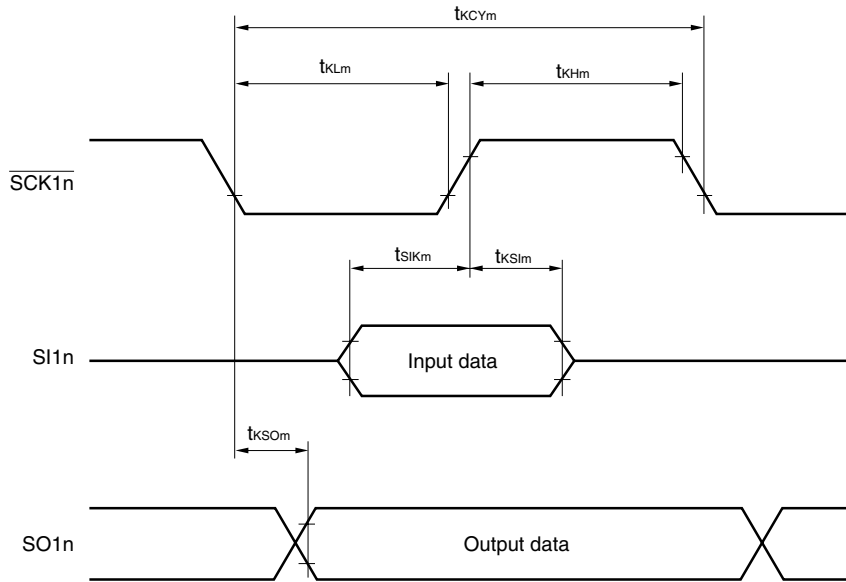 tKCYm
tKLm
tKHm
SCK1n
tSIKm
tKSIm
SI1n
Input data
tKSOm
SO1n
Output data